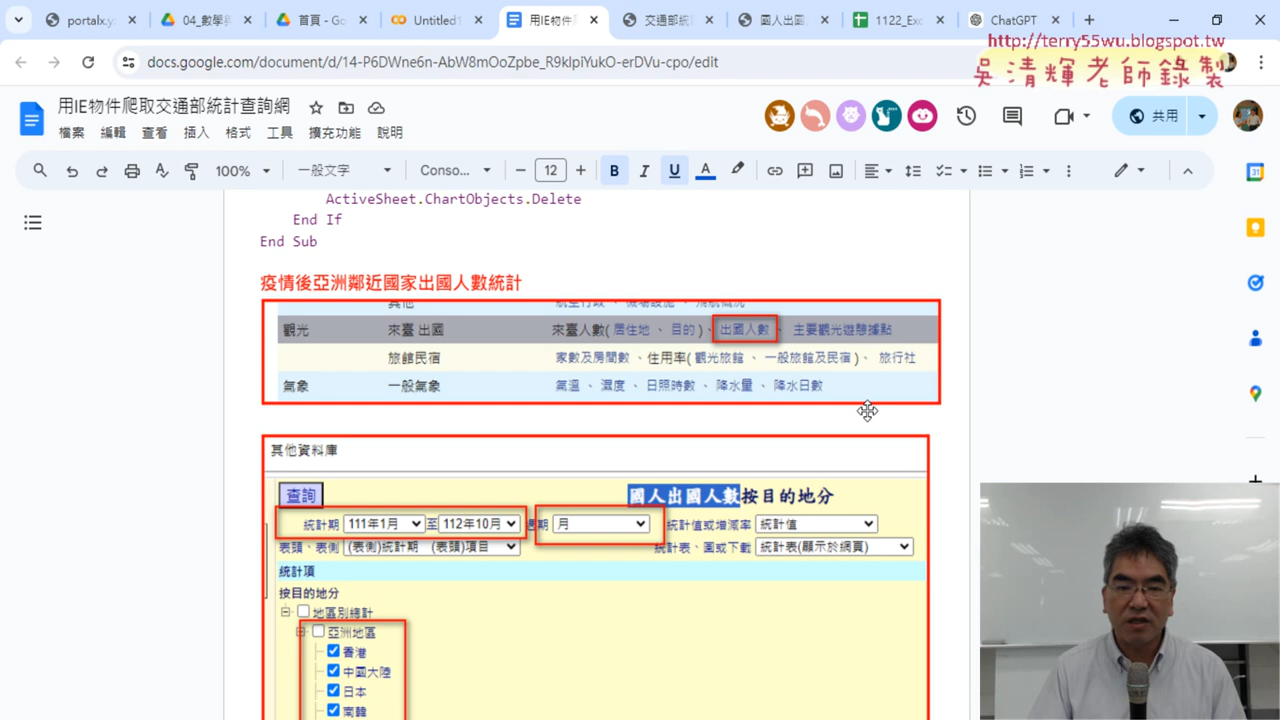 portalx.y
04_數學與
首頁 - Go
Untitled1
用IE物件
交通部統
國人出國
1122_Exc
ChatGPT
http://terry55wu.blogspot.tw
docs.google.com/document/d/14-P6DWne6n-AbW8mOoZpbe_R9kIpiYukO-erDVu-cpo/edit
吳清輝老師錄製
用IE物件爬取交通部統計查詢網
檔案 編輯 查看 插入 格式 工具 擴充功能 說明
共用
100% 一般文字 Conso... 12 B I U A
ActiveSheet.ChartObjects.Delete
End If
End Sub
疫情後亞洲鄰近國家出國人數統計
觀光 來臺 出國 來臺人數( 居住地 、 目的 )、 出國人數 、 主要觀光遊憩據點
旅館民宿 家數及房間數 、住用率( 觀光旅館 、 一般旅館及民宿 )、 旅行社
氣象 一般氣象 氣溫 、 濕度 、 日照時數 、 降水量 、 降水日數
其他資料庫
查詢 國人出國人數按目的地分
統計期 111年1月 至 112年10月 週期 月 統計值或增減率 統計值
表頭、表側 (表側)統計期 (表頭)項目 統計表、圖或下載 統計表(顯示於網頁)
統計項
按目的地分
地區別總計
亞洲地區
香港
中國大陸
日本
南韓